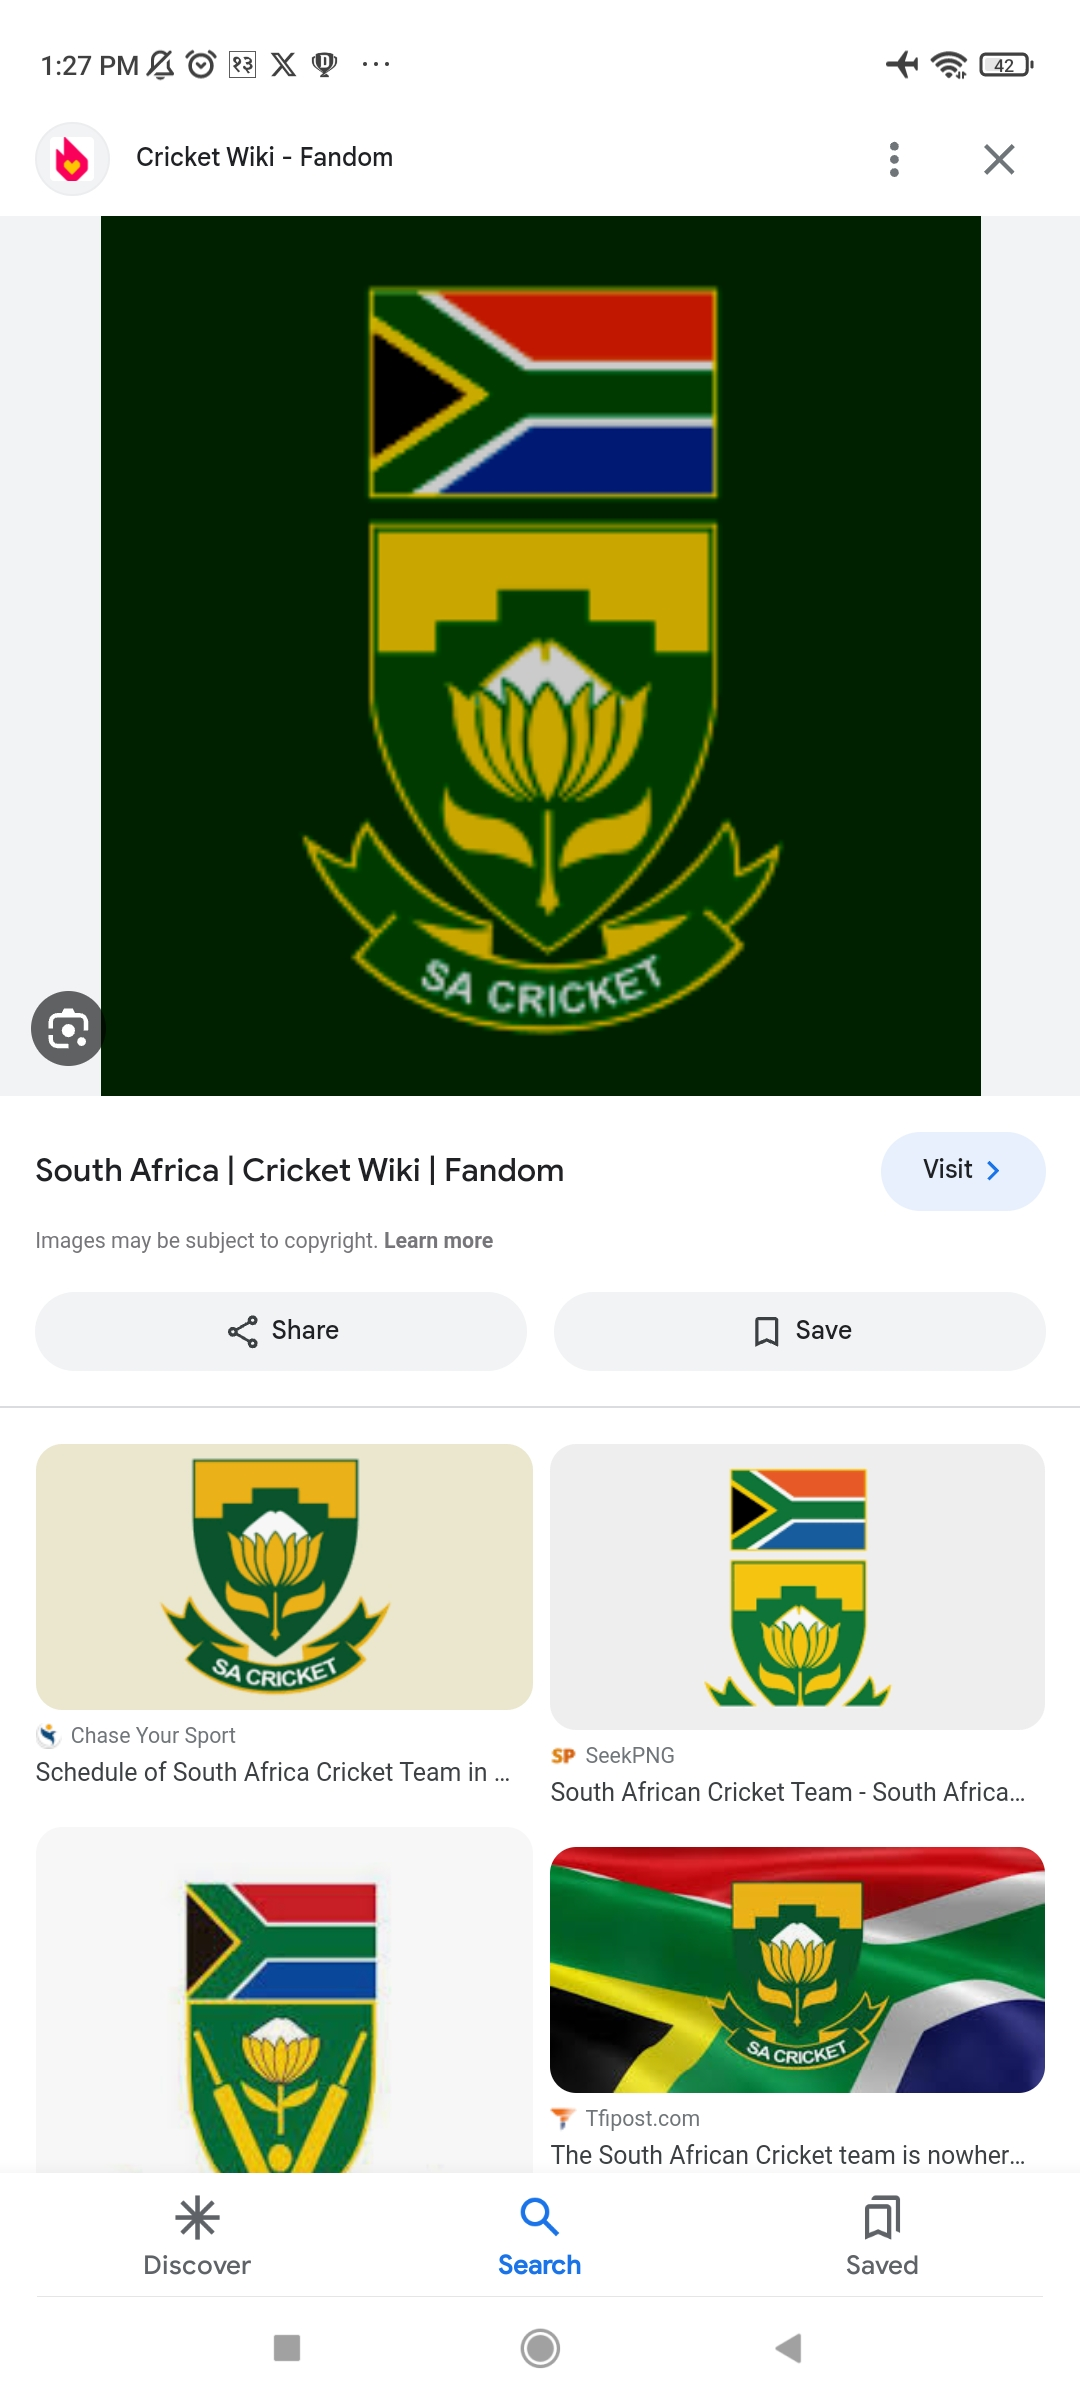 1:27 PM १३ X D ... 42
Cricket Wiki - Fandom
SA CRICKET
South Africa | Cricket Wiki | Fandom
Visit
Images may be subject to copyright. Learn more
Share
Save
SA CRICKET
Chase Your Sport
Schedule of South Africa Cricket Team in ...
SP SeekPNG
South African Cricket Team - South Africa...
SA CRICKET
Tfipost.com
The South African Cricket team is nowher...
Discover
Search
Saved